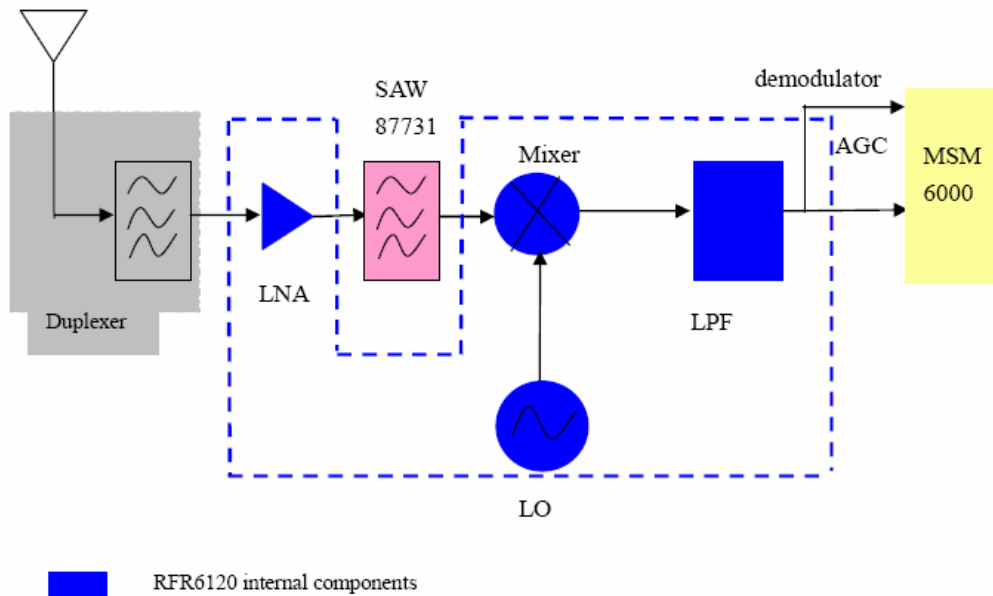 SAW
87731
demodulator
Mixer
AGC
MSM
6000
LNA
Duplexer
LPF
LO
RFR6120 internal components